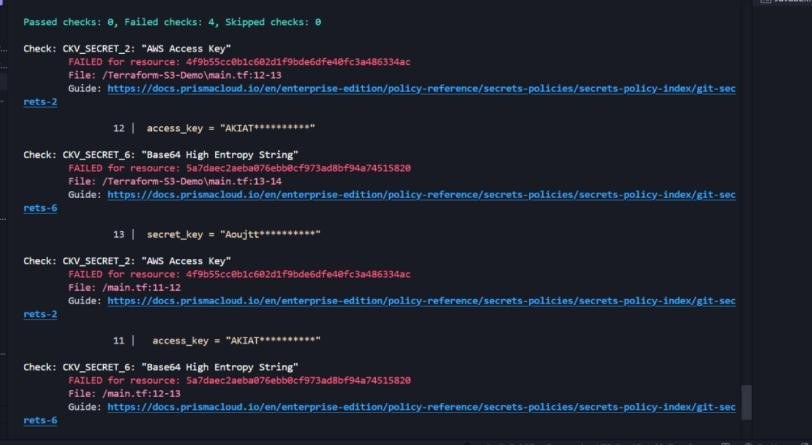 Passed checks: 0, Failed checks: 4, Skipped checks: 0
Check: CKV_SECRET_2: "AWS Access Key"
FAILED for resource: 4f9b55cc0b1c602d1f9bde6dfe40fc3a486334ac
File: /Terraform-S3-Demo\main.tf:12-13
Guide: https://docs.prismacloud.io/en/enterprise-edition/policy-reference/secrets-policies/secrets-policy-index/git-sec
rets-2
12 | access_key = "AKIAT**********"
Check: CKV_SECRET_6: "Base64 High Entropy String"
FAILED for resource: 5a7daec2aeba076ebb0cf973ad8bf94a74515820
File: /Terraform-S3-Demo\main.tf:13-14
Guide: https://docs.prismacloud.io/en/enterprise-edition/policy-reference/secrets-policies/secrets-policy-index/git-sec
rets-6
13 | secret_key = "Aoujtt**********"
Check: CKV_SECRET_2: "AWS Access Key"
FAILED for resource: 4f9b55cc0b1c602d1f9bde6dfe40fc3a486334ac
File: /main.tf:11-12
Guide: https://docs.prismacloud.io/en/enterprise-edition/policy-reference/secrets-policies/secrets-policy-index/git-sec
rets-2
11 | access_key = "AKIAT**********"
Check: CKV_SECRET_6: "Base64 High Entropy String"
FAILED for resource: 5a7daec2aeba076ebb0cf973ad8bf94a74515820
File: /main.tf:12-13
Guide: https://docs.prismacloud.io/en/enterprise-edition/policy-reference/secrets-policies/secrets-policy-index/git-sec
rets-6